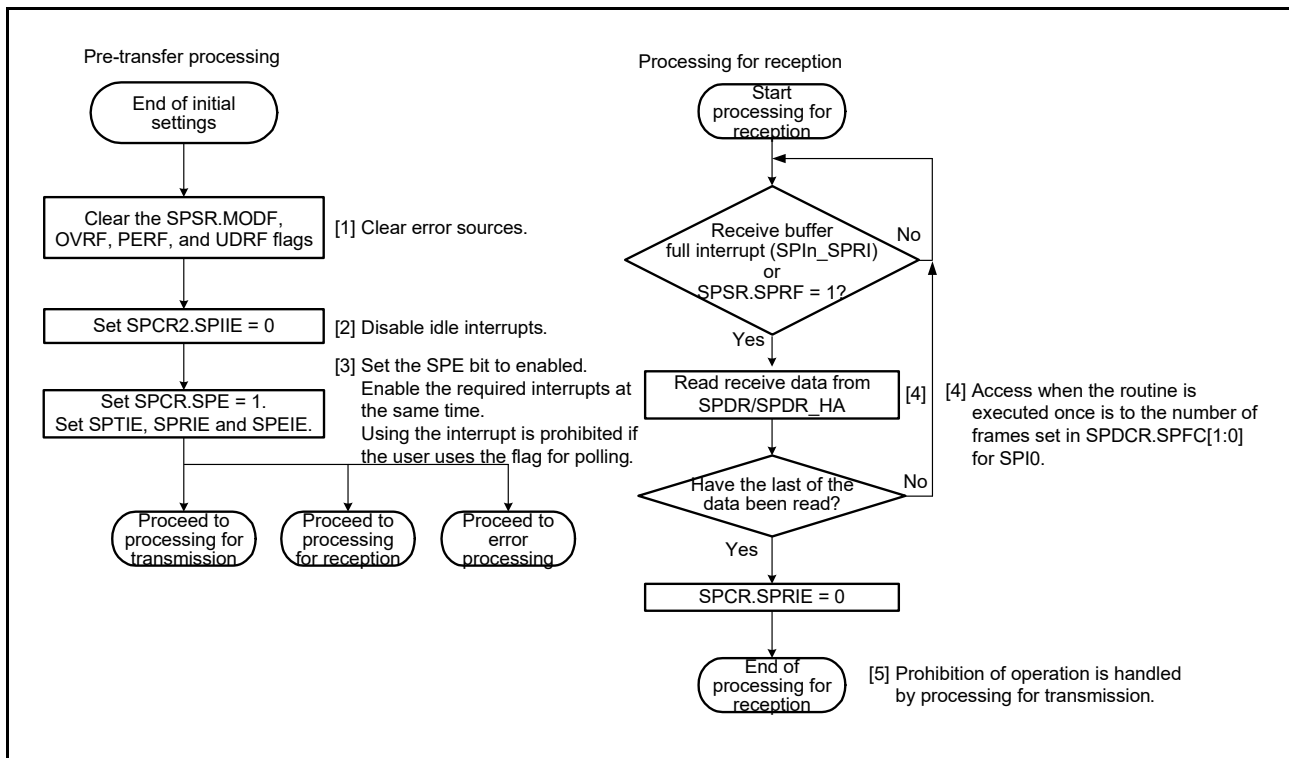 Pre-transfer processing
End of initial
settings
Clear the SPSR.MODF,
OVRF, PERF, and UDRF flags
[1] Clear error sources.
Set SPCR2.SPIIE = 0
[2] Disable idle interrupts.
Set SPCR.SPE = 1.
Set SPTIE, SPRIE and SPEIE.
[3] Set the SPE bit to enabled.
Enable the required interrupts at
the same time.
Using the interrupt is prohibited if
the user uses the flag for polling.
Proceed to
processing for
transmission
Proceed to
processing
for reception
Proceed to
error
processing
Processing for reception
Start
processing for
reception
Receive buffer
full interrupt (SPIn_SPRI)
or
SPSR.SPRF = 1?
No
Yes
Read receive data from
SPDR/SPDR_HA
[4]
[4] Access when the routine is
executed once is to the number of
frames set in SPDCR.SPFC[1:0]
for SPI0.
Have the last of the
data been read?
No
Yes
SPCR.SPRIE = 0
End of
processing for
reception
[5] Prohibition of operation is handled
by processing for transmission.